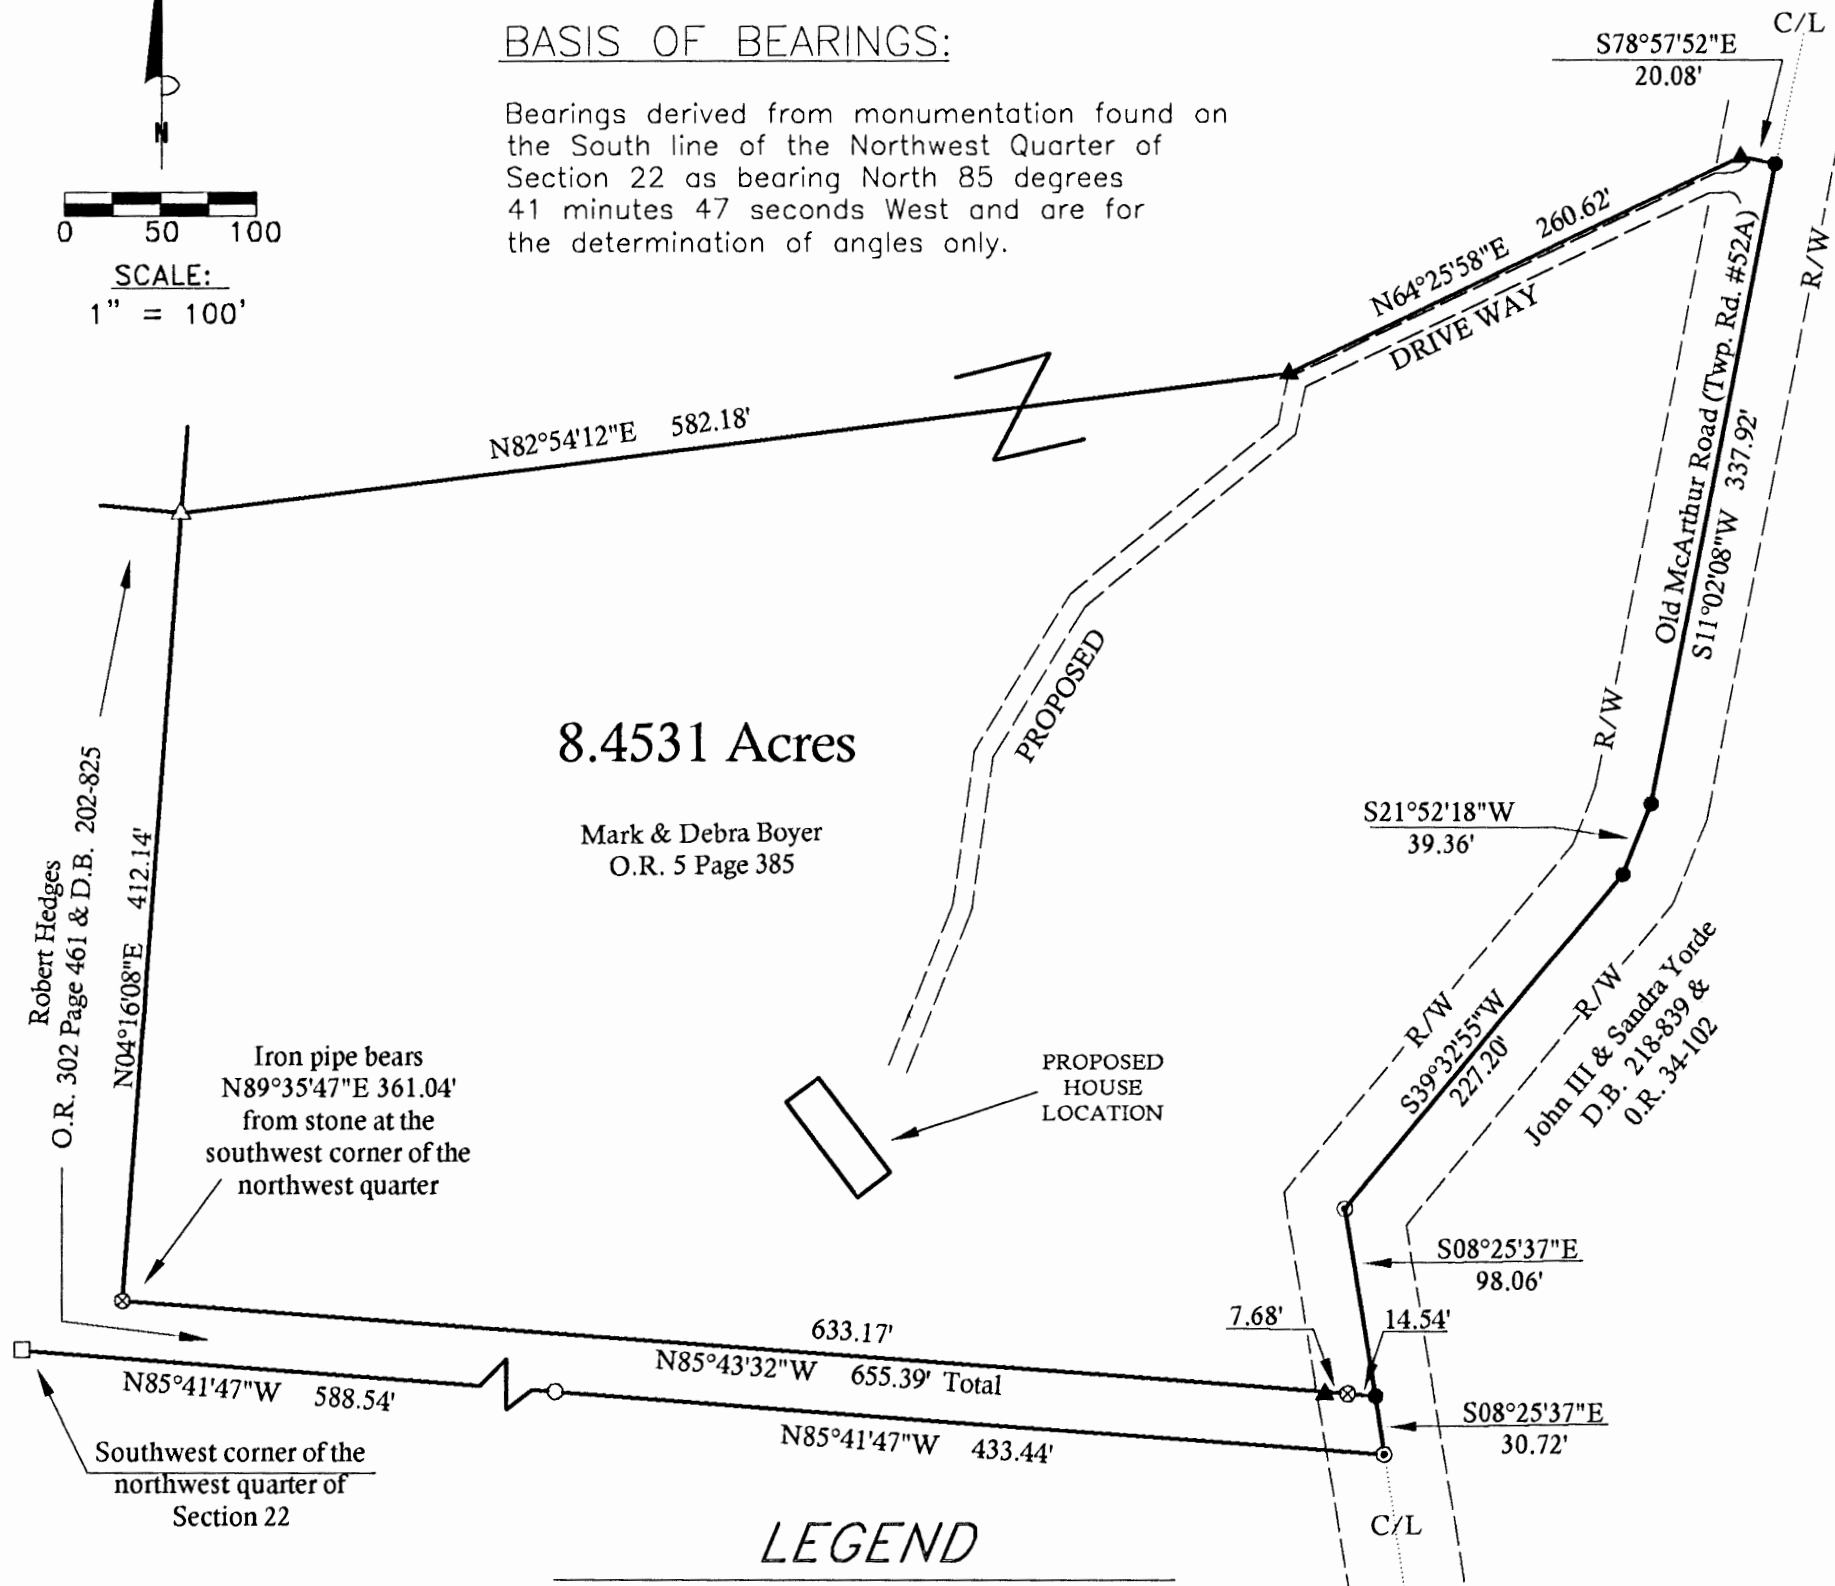 C/L
S78°57'52"E
20.08'
BASIS OF BEARINGS:
Bearings derived from monumentation found on
the South line of the Northwest Quarter of
Section 22 as bearing North 85 degrees
41 minutes 47 seconds West and are for
the determination of angles only.
N
0 50 100
SCALE:
1" = 100'
N64°25'58"E 260.62'
DRIVE WAY
R/W
Old McArthur Road (Twp. Rd. #52A)
S11°02'08"W 337.92'
N82°54'12"E 582.18'
PROPOSED
R/W
8.4531 Acres
Mark & Debra Boyer
O.R. 5 Page 385
S21°52'18"W
39.36'
Robert Hedges
O.R. 302 Page 461 & D.B. 202-825
N04°16'08"E 412.14'
R/W
S39°32'55"W
227.20'
R/W
John III & Sandra Yorde
D.B. 218-839 &
O.R. 34-102
Iron pipe bears
N89°35'47"E 361.04'
from stone at the
southwest corner of the
northwest quarter
PROPOSED
HOUSE
LOCATION
S08°25'37"E
98.06'
7.68'
14.54'
633.17'
N85°43'32"W 655.39' Total
N85°41'47"W 588.54'
N85°41'47"W 433.44'
S08°25'37"E
30.72'
Southwest corner of the
northwest quarter of
Section 22
C/L
LEGEND